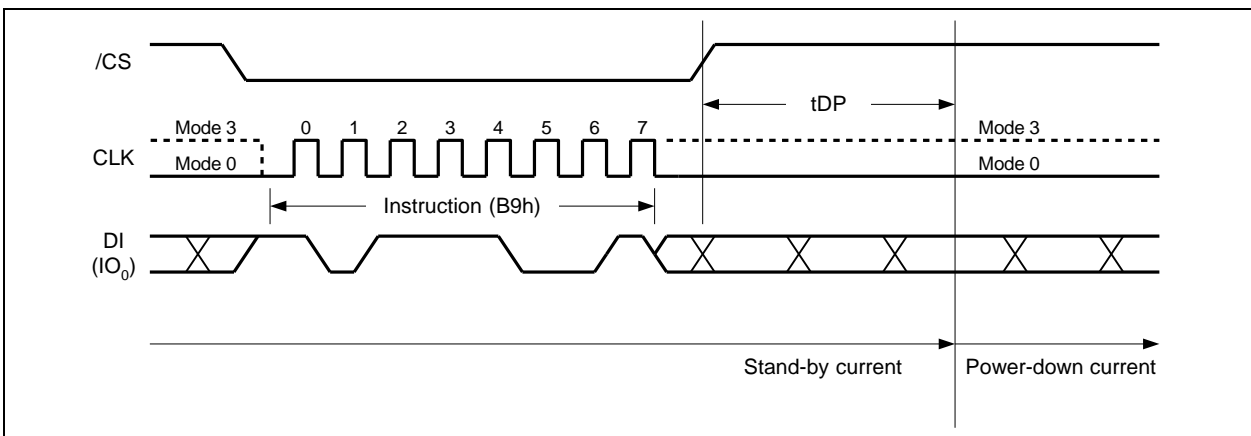 /CS
tDP
Mode 3
0 1 2 3 4 5 6 7
Mode 3
CLK
Mode 0
Mode 0
Instruction (B9h)
DI
(IO0)
Stand-by current
Power-down current